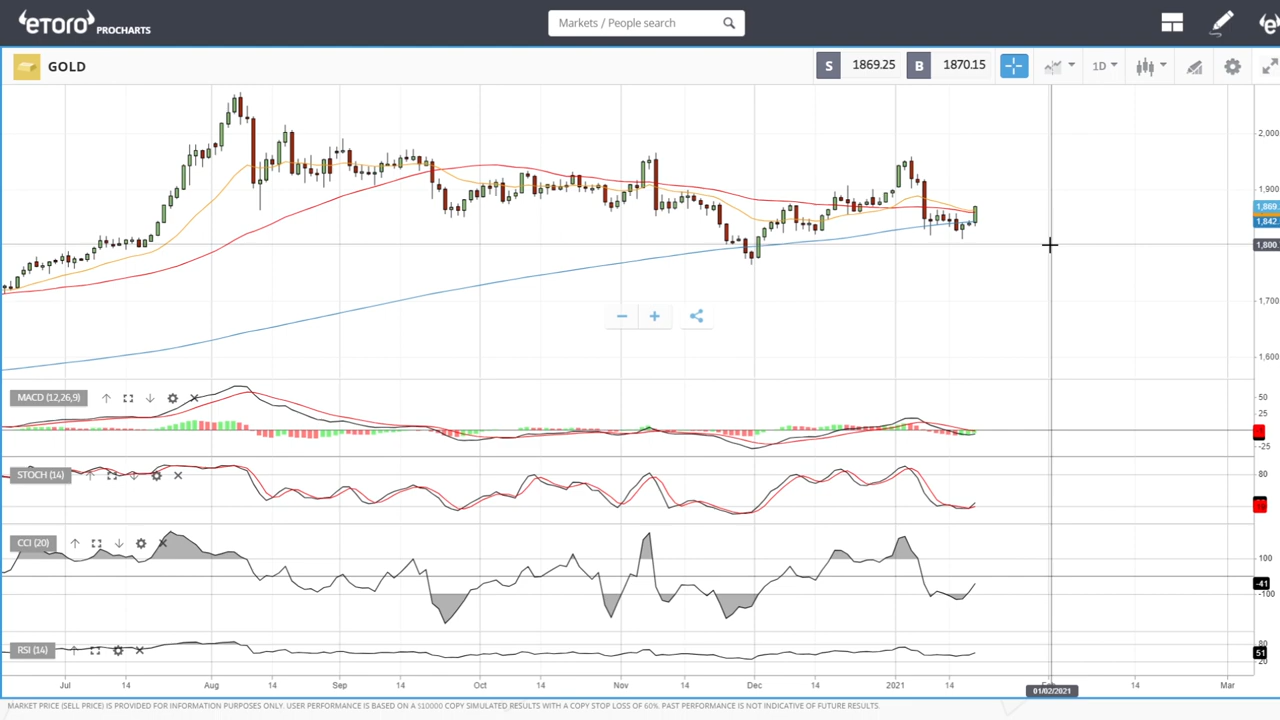 eTORO PROCHARTS
Markets / People search
GOLD
S 1869.25 B 1870.15 1D
2,000
1,900
1,869.
1,842.
1,800.
1,700
1,600
MACD (12,26,9)
50
25
-25
STOCH (14)
80
CCI (20)
100
-41
-100
RSI (14)
80
51
20
Jul 14 Aug 14 Sep 14 Oct 14 Nov 14 Dec 14 2021 14 14 Mar
01/02/2021
MARKET PRICE (SELL PRICE) IS PROVIDED FOR INFORMATION PURPOSES ONLY. USER PERFORMANCE IS BASED ON A $10000 COPY SIMULATED RESULTS WITH A COPY STOP LOSS OF 60%. PAST PERFORMANCE IS NOT INDICATIVE OF FUTURE RESULTS.